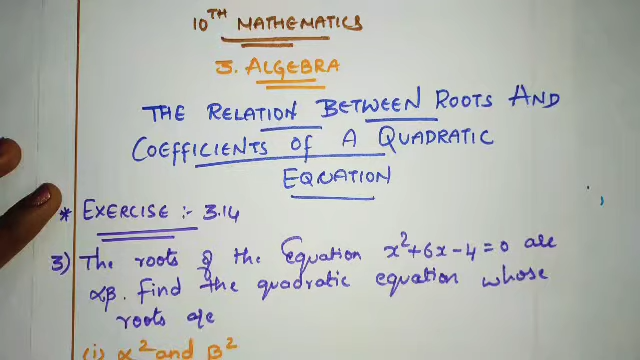 10TH MATHEMATICS
3. ALGEBRA
THE RELATION BETWEEN ROOTS AND
COEFFICIENTS OF A QUADRATIC
EQUATION
* EXERCISE :- 3.14
3) The roots of the Equation x²+6x-4=0 are
αβ. Find the quadratic equation whose
roots are
(i) α² and β²